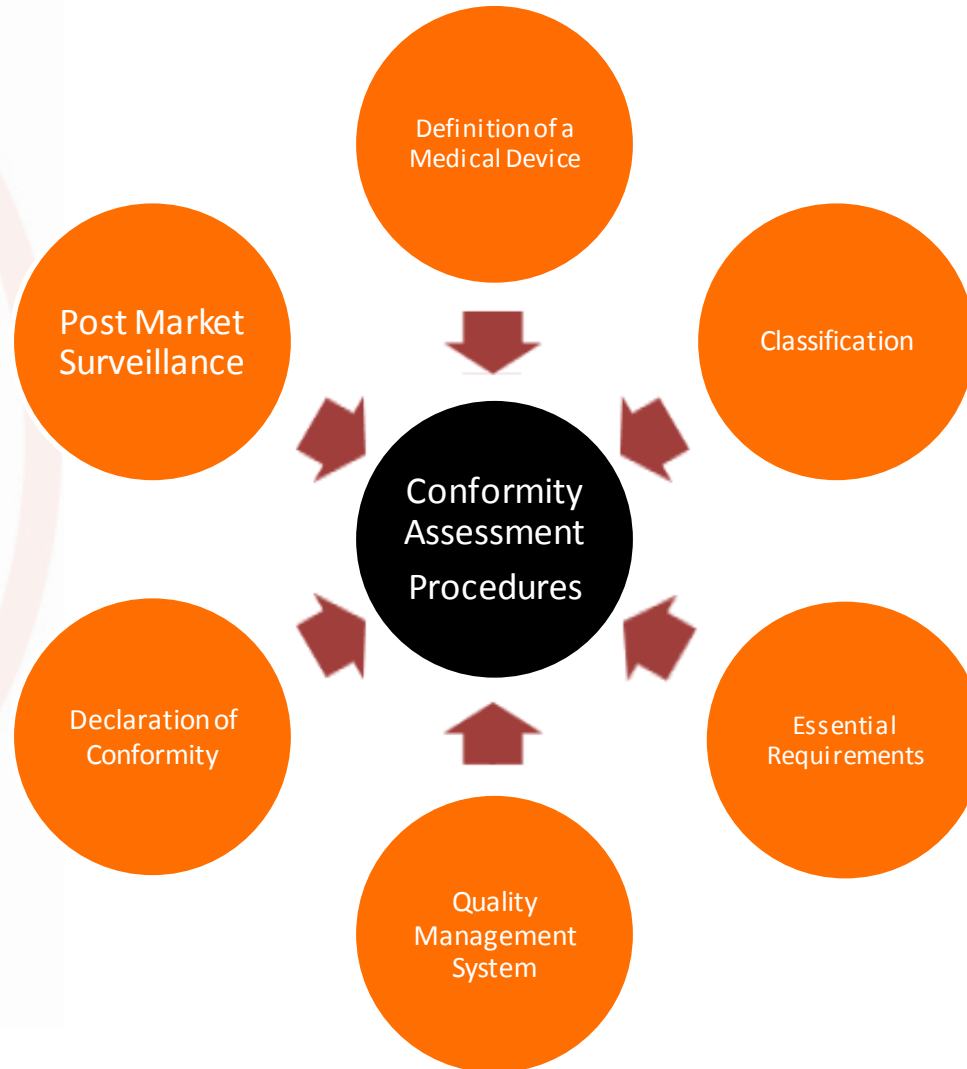 Definition of a
Medical Device
Post Market
Surveillance
Classification
Conformity
Assessment
Procedures
Declaration of
Conformity
Essential
Requirements
Quality
Management
System